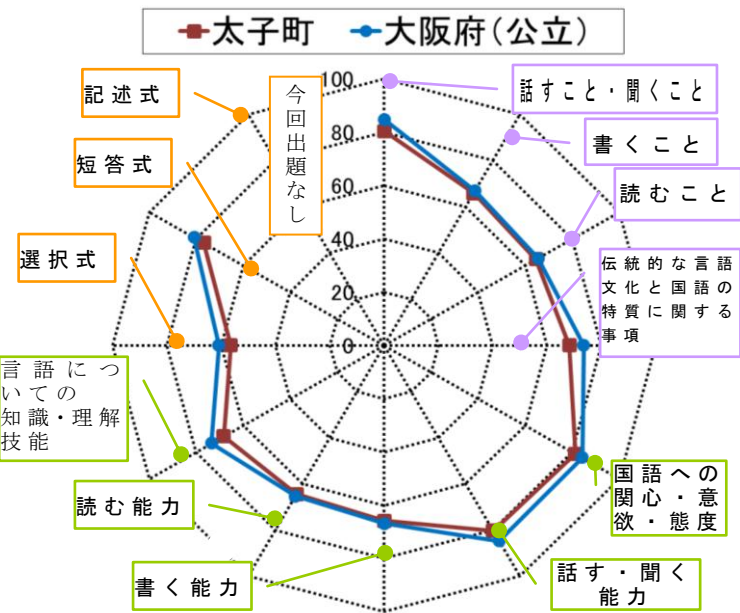 太子町 大阪府(公立)
100
80
60
40
20
0
今回出題なし
話すこと・聞くこと
書くこと
読むこと
伝統的な言語
文化と国語の
特質に関する
事項
国語への
関心・意
欲・態度
話す・聞く
能力
書く能力
読む能力
言語につ
いての
知識・理解
技能
選択式
短答式
記述式